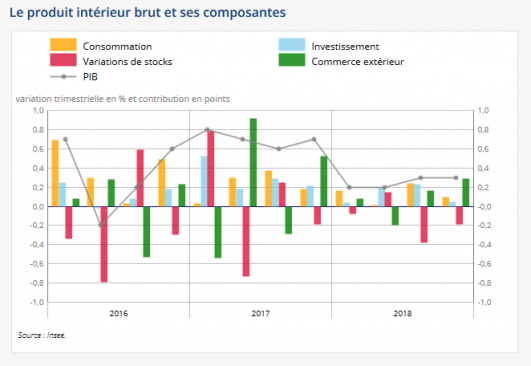 Le produit intérieur brut et ses composantes
Consommation
Investissement
Variations de stocks
Commerce extérieur
PIB
variation trimestrielle en % et contribution en points
1,0 1,0
0,8 0,8
0,6 0,6
0,4 0,4
0,2 0,2
-0,0 -0,0
-0,2 -0,2
-0,4 -0,4
-0,6 -0,6
-0,8 -0,8
-1,0 -1,0
2016 2017 2018
Source : Insee.